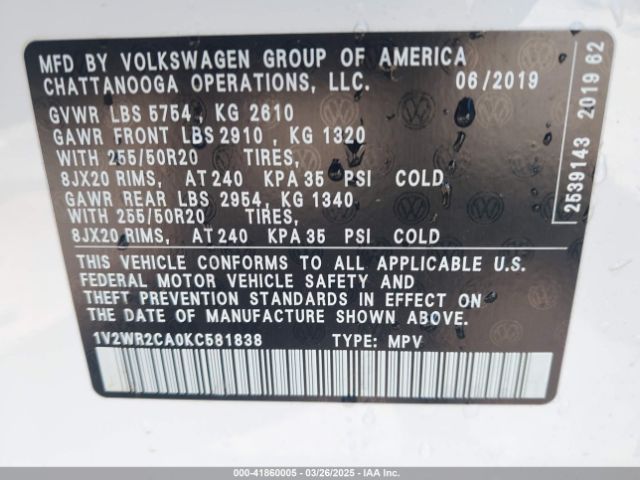 MFD BY VOLKSWAGEN GROUP OF AMERICA
CHATTANOOGA OPERATIONS, LLC. 06/2019
GVWR LBS 5754 , KG 2610
GAWR FRONT LBS 2910 , KG 1320
WITH 255/50R20 TIRES,
8JX20 RIMS, AT 240 KPA 35 PSI COLD
GAWR REAR LBS 2954, KG 1340
WITH 255/50R20 TIRES,
8JX20 RIMS, AT 240 KPA 35 PSI COLD
THIS VEHICLE CONFORMS TO ALL APPLICABLE U.S.
FEDERAL MOTOR VEHICLE SAFETY AND
THEFT PREVENTION STANDARDS IN EFFECT ON
THE DATE OF MANUFACTURE SHOWN ABOVE.
1V2WR2CA0KC581838 TYPE: MPV
2539143 2019 62
000-41860005 - 03/26/2025 - IAA Inc.